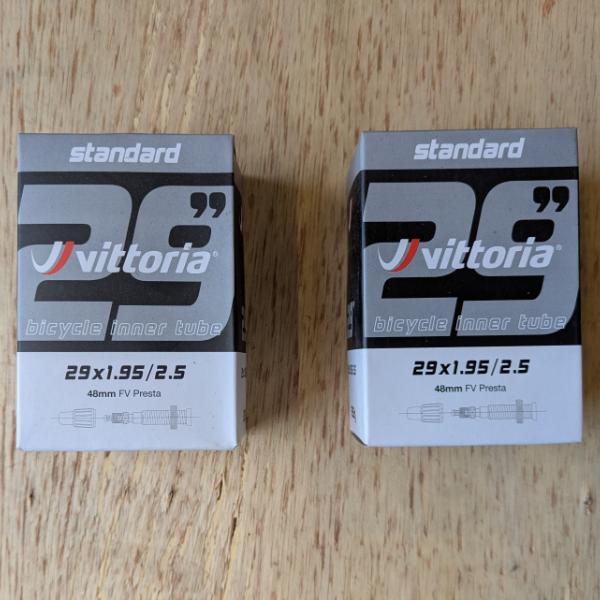 standard
29”
vittoria®
bicycle inner tube
29x1.95/2.5
48mm FV Presta
standard
29”
vittoria®
bicycle inner tube
29x1.95/2.5
48mm FV Presta